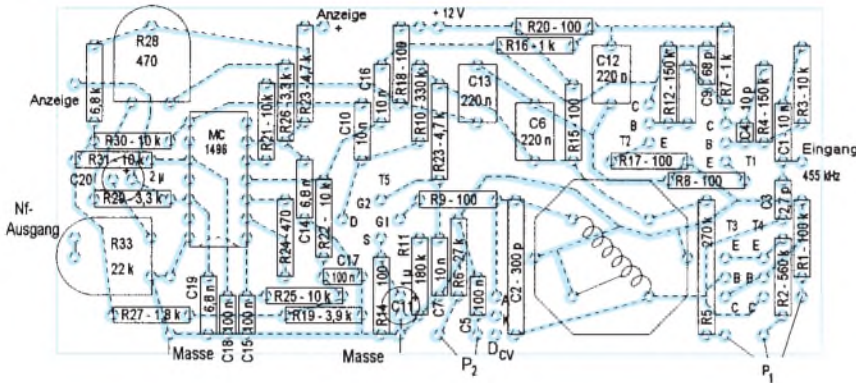 Anzeige
+
+ 12 V
R20 - 100
R16 - 1 k
R28
470
6,8 k
Anzeige
R30 - 10 k
R31 - 10 k
C20
+
2 µ
R29 - 3,3 k
Nf-
Ausgang
R33
22 k
R27 - 1,8 k
MC
1496
R21 - 10 k
R26 - 3,3 k
R23 - 4,7 k
C16
10 n
C10
10 n
R18 - 100
R10 - 330 k
C13
220 n
C6
220 n
R23 - 4,7
R15 - 100
C12
220 n
R12 - 150 k
C9 - 68 p
R7 - 1 k
C4 - 10 p
R4 - 150 k
C1 - 10 n
R3 - 10 k
C
B
E
T2
C
B
E
T1
R17 - 100
R8 - 100
Eingang
455 kHz
C3
2,7 p
C14
6,8 n
R22 - 10 k
R24 - 470
T5
G2
D
G1
S
R9 - 100
C17
100 n
R25 - 10 k
R19 - 3,9 k
C19
6,8 n
C18
100 n
C15
100 n
R14
100
R11
180 k
1 µ
C11
+
C7
10 n
R6 - 27 k
C5
100 n
A
K
C2 - 300 p
270 k
R5
T3
T4
E
E
B
B
C
C
R2 - 560 k
R1 - 100 k
Masse
Masse
P2
DCV
P1